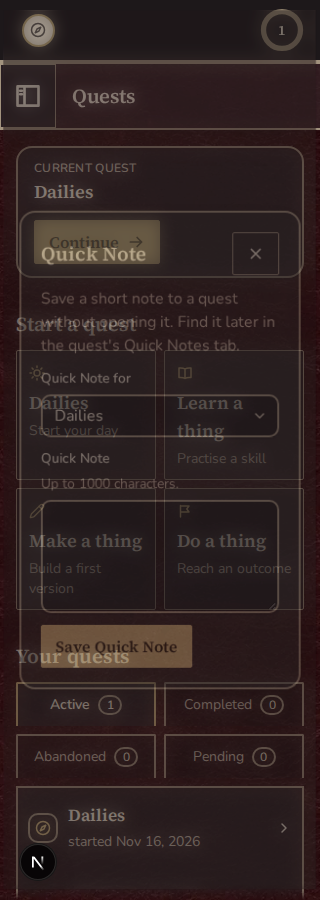 1
Quests
CURRENT QUEST
Dailies
Continue →
Quick Note
×
Save a short note to a quest
without opening it. Find it later in
the quest's Quick Notes tab.
Start a quest
Quick Note for
Dailies
Dailies
Start your day
Learn a
thing
Practise a skill
Quick Note
Up to 1000 characters.
Make a thing
Build a first
version
Do a thing
Reach an outcome
Save Quick Note
Your quests
Active 1
Completed 0
Abandoned 0
Pending 0
Dailies
started Nov 16, 2026
N